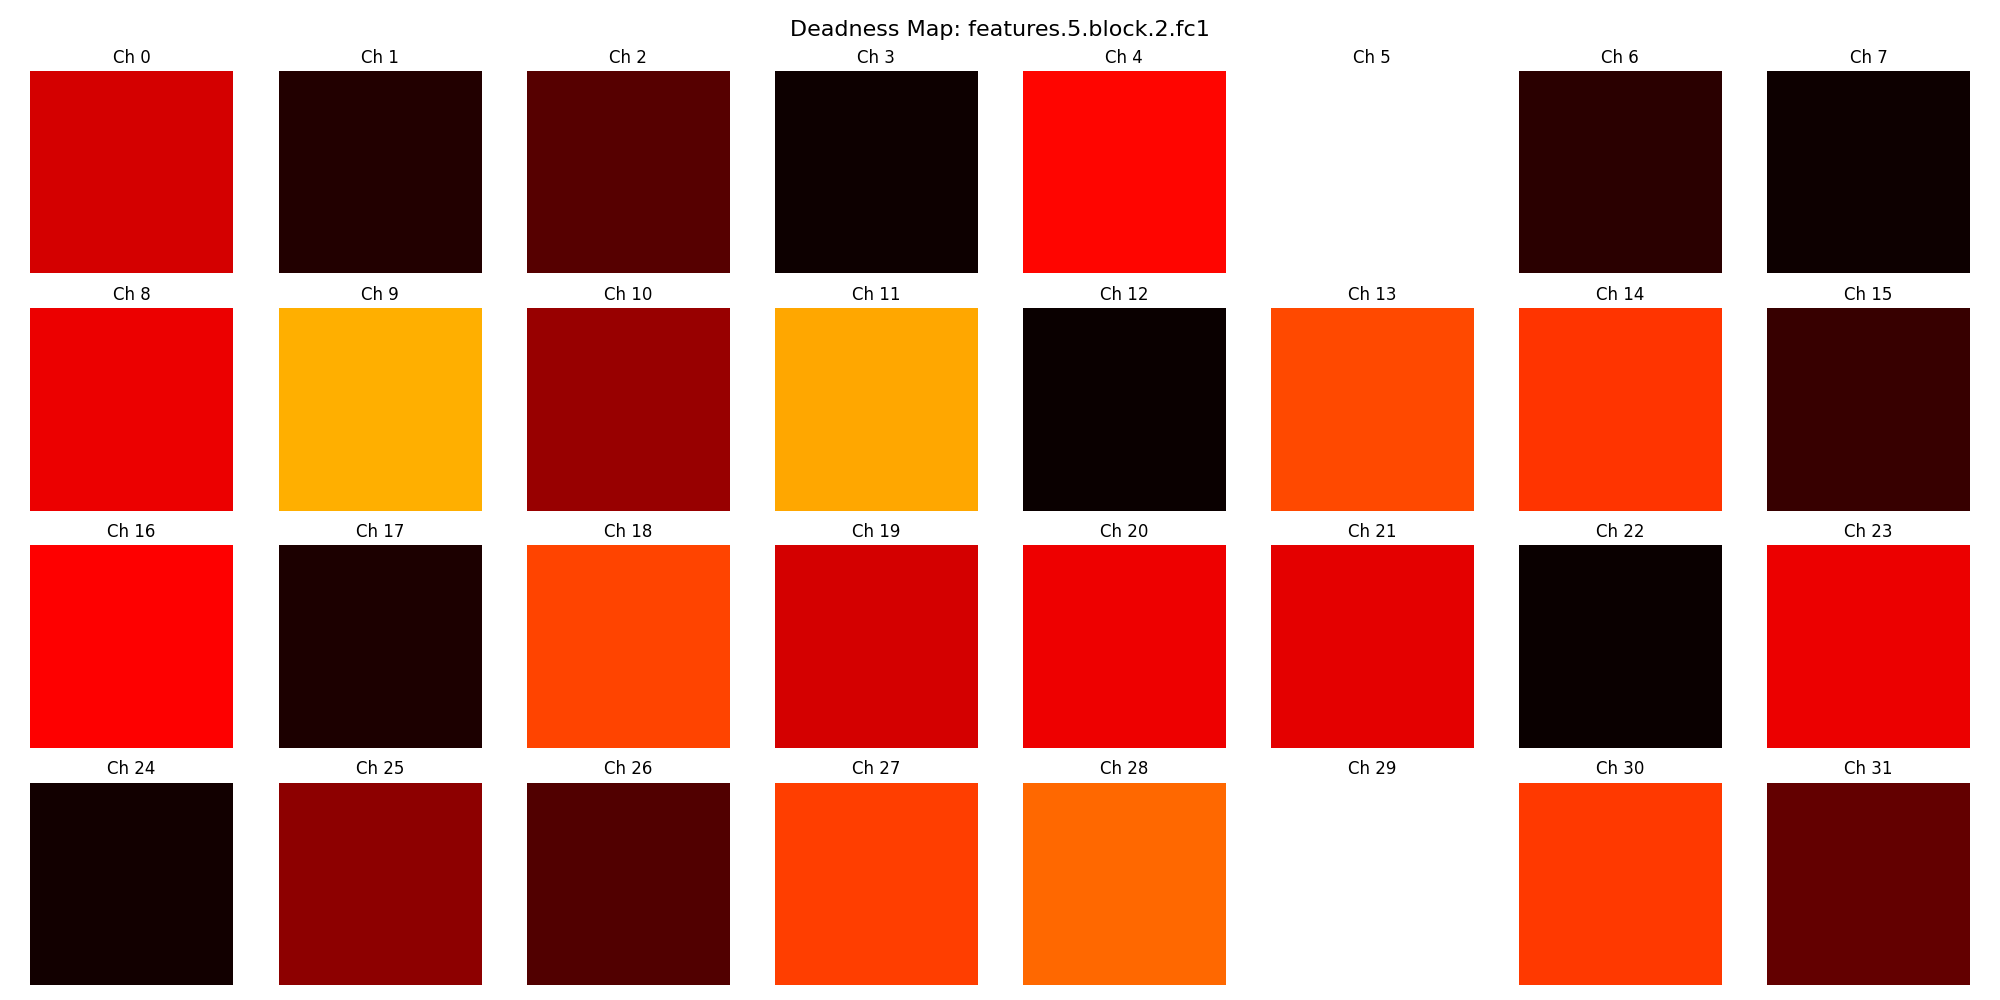 Deadness Map: features.5.block.2.fc1
Ch 0 Ch 1 Ch 2 Ch 3 Ch 4 Ch 5 Ch 6 Ch 7
Ch 8 Ch 9 Ch 10 Ch 11 Ch 12 Ch 13 Ch 14 Ch 15
Ch 16 Ch 17 Ch 18 Ch 19 Ch 20 Ch 21 Ch 22 Ch 23
Ch 24 Ch 25 Ch 26 Ch 27 Ch 28 Ch 29 Ch 30 Ch 31